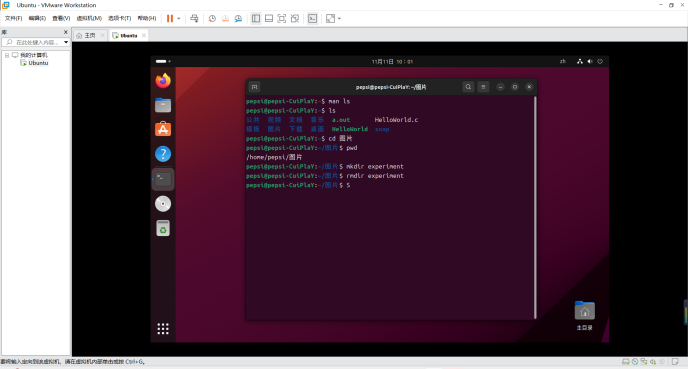 Ubuntu - VMware Workstation
文件(F) 编辑(E) 查看(V) 虚拟机(M) 选项卡(T) 帮助(H)
库
在此处键入内容...
我的计算机
Ubuntu
主页
Ubuntu
11月11日 10:01
zh
pepsi@pepsi-CuiPlaY: ~/图片
pepsi@pepsi-CuiPlaY:~$ man ls
pepsi@pepsi-CuiPlaY:~$ ls
公共 视频 文档 音乐 a.out HelloWorld.c
模板 图片 下载 桌面 HelloWorld snap
pepsi@pepsi-CuiPlaY:~$ cd 图片
pepsi@pepsi-CuiPlaY:~/图片$ pwd
/home/pepsi/图片
pepsi@pepsi-CuiPlaY:~/图片$ mkdir experiment
pepsi@pepsi-CuiPlaY:~/图片$ rmdir experiment
pepsi@pepsi-CuiPlaY:~/图片$ S
主目录
要将输入定向到该虚拟机，请在虚拟机内部单击或按 Ctrl+G。